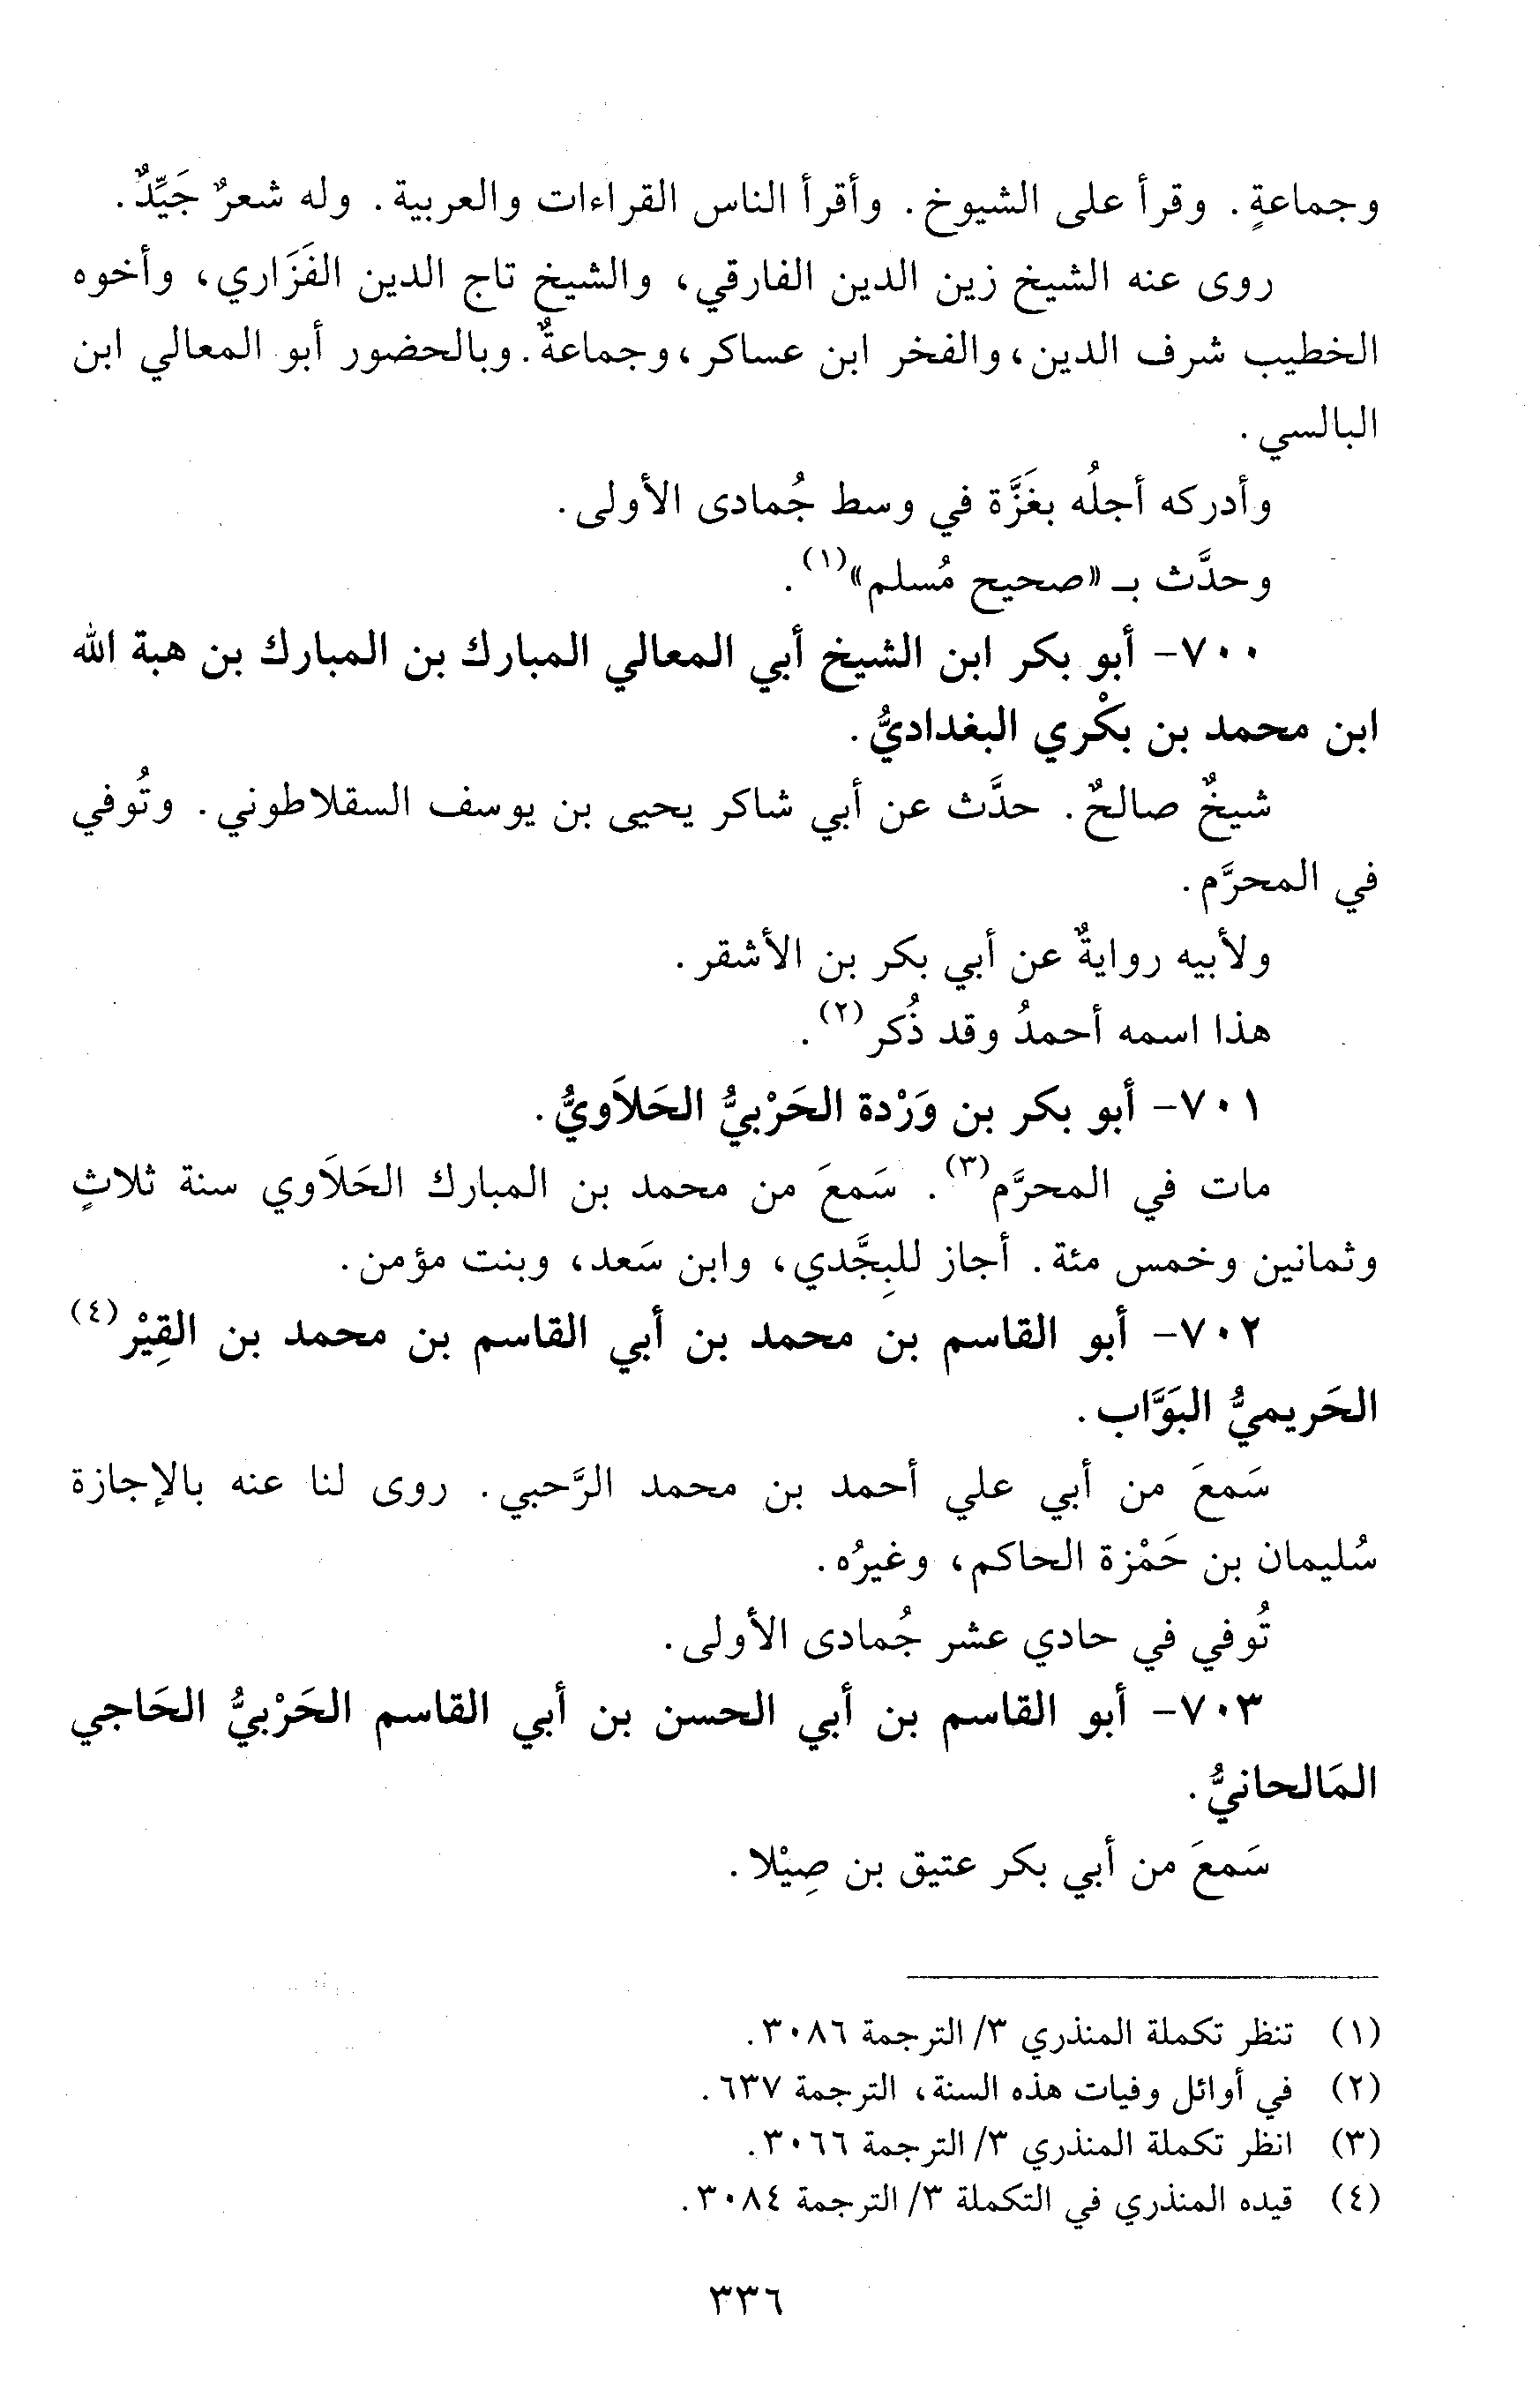 وجماعةٍ. وقرأ على الشيوخ. وأقرأ الناس القراءات والعربية. وله شعرٌ جَيِّدٌ.
روى عنه الشيخ زين الدين الفارقي، والشيخ تاج الدين الفَزَاري، وأخوه
الخطيب شرف الدين، والفخر ابن عساكر، وجماعةٌ. وبالحضور أبو المعالي ابن
البالسي.
وأدركه أجلُه بغَزَّة في وسط جُمادى الأولى.
وحدَّث بـ «صحيح مُسلم»(١).
٧٠٠- أبو بكر ابن الشيخ أبي المعالي المبارك بن المبارك بن هبة الله
ابن محمد بن بكْري البغداديُّ.
شيخٌ صالحٌ. حدَّث عن أبي شاكر يحيى بن يوسف السقلاطوني. وتُوفي
في المحرَّم.
ولأبيه روايةٌ عن أبي بكر بن الأشقر.
هذا اسمه أحمدُ وقد ذُكر(٢).
٧٠١- أبو بكر بن وَرْدة الحَرْبيُّ الحَلاَويُّ.
مات في المحرَّم(٣). سَمعَ من محمد بن المبارك الحَلاَوي سنة ثلاثٍ
وثمانين وخمس مئة. أجاز للبِجَّدي، وابن سَعد، وبنت مؤمن.
٧٠٢- أبو القاسم بن محمد بن أبي القاسم بن محمد بن القِيْر(٤)
الحَريميُّ البَوَّاب.
سَمعَ من أبي علي أحمد بن محمد الرَّحبي. روى لنا عنه بالإجازة
سُليمان بن حَمْزة الحاكم، وغيرُه.
تُوفي في حادي عشر جُمادى الأولى.
٧٠٣- أبو القاسم بن أبي الحسن بن أبي القاسم الحَرْبيُّ الحَاجي
المَالحانيُّ.
سَمعَ من أبي بكر عتيق بن صِيْلا.
(١) تنظر تكملة المنذري ٣/ الترجمة ٣٠٨٦.
(٢) في أوائل وفيات هذه السنة، الترجمة ٦٣٧.
(٣) انظر تكملة المنذري ٣/ الترجمة ٣٠٦٦.
(٤) قيده المنذري في التكملة ٣/ الترجمة ٣٠٨٤.
٣٣٦